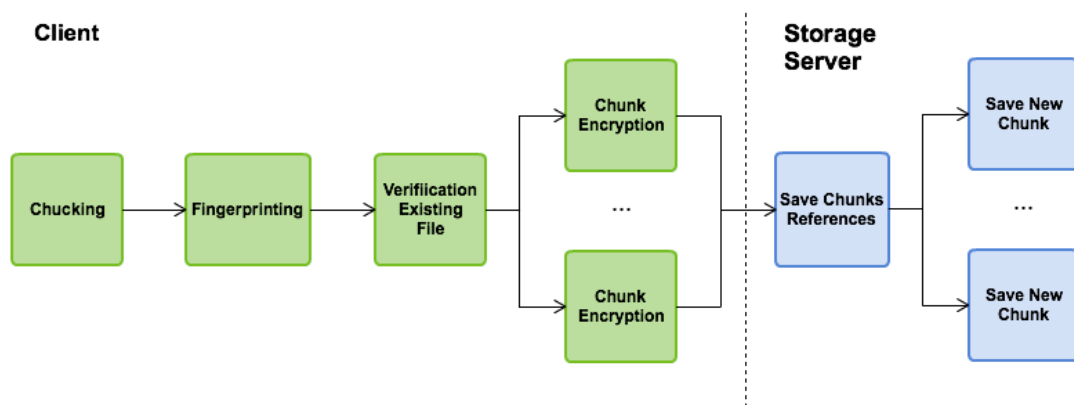 Client
Storage
Server
Chucking
Fingerprinting
Verifiication
Existing
File
Chunk
Encryption
...
Chunk
Encryption
Save Chunks
References
Save New
Chunk
...
Save New
Chunk